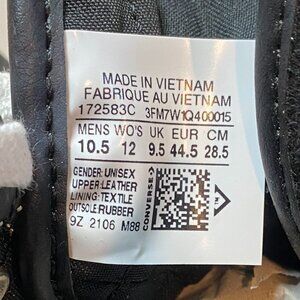 MADE IN VIETNAM
FABRIQUE AU VIETNAM
172583C 3FM7W1Q400015
MENS WO'S UK EUR CM
10.5 12 9.5 44.5 28.5
GENDER: UNISEX
UPPER: LEATHER
LINING: TEXTILE
OUTSOLE: RUBBER
9Z 2106 M88
CONVERSE